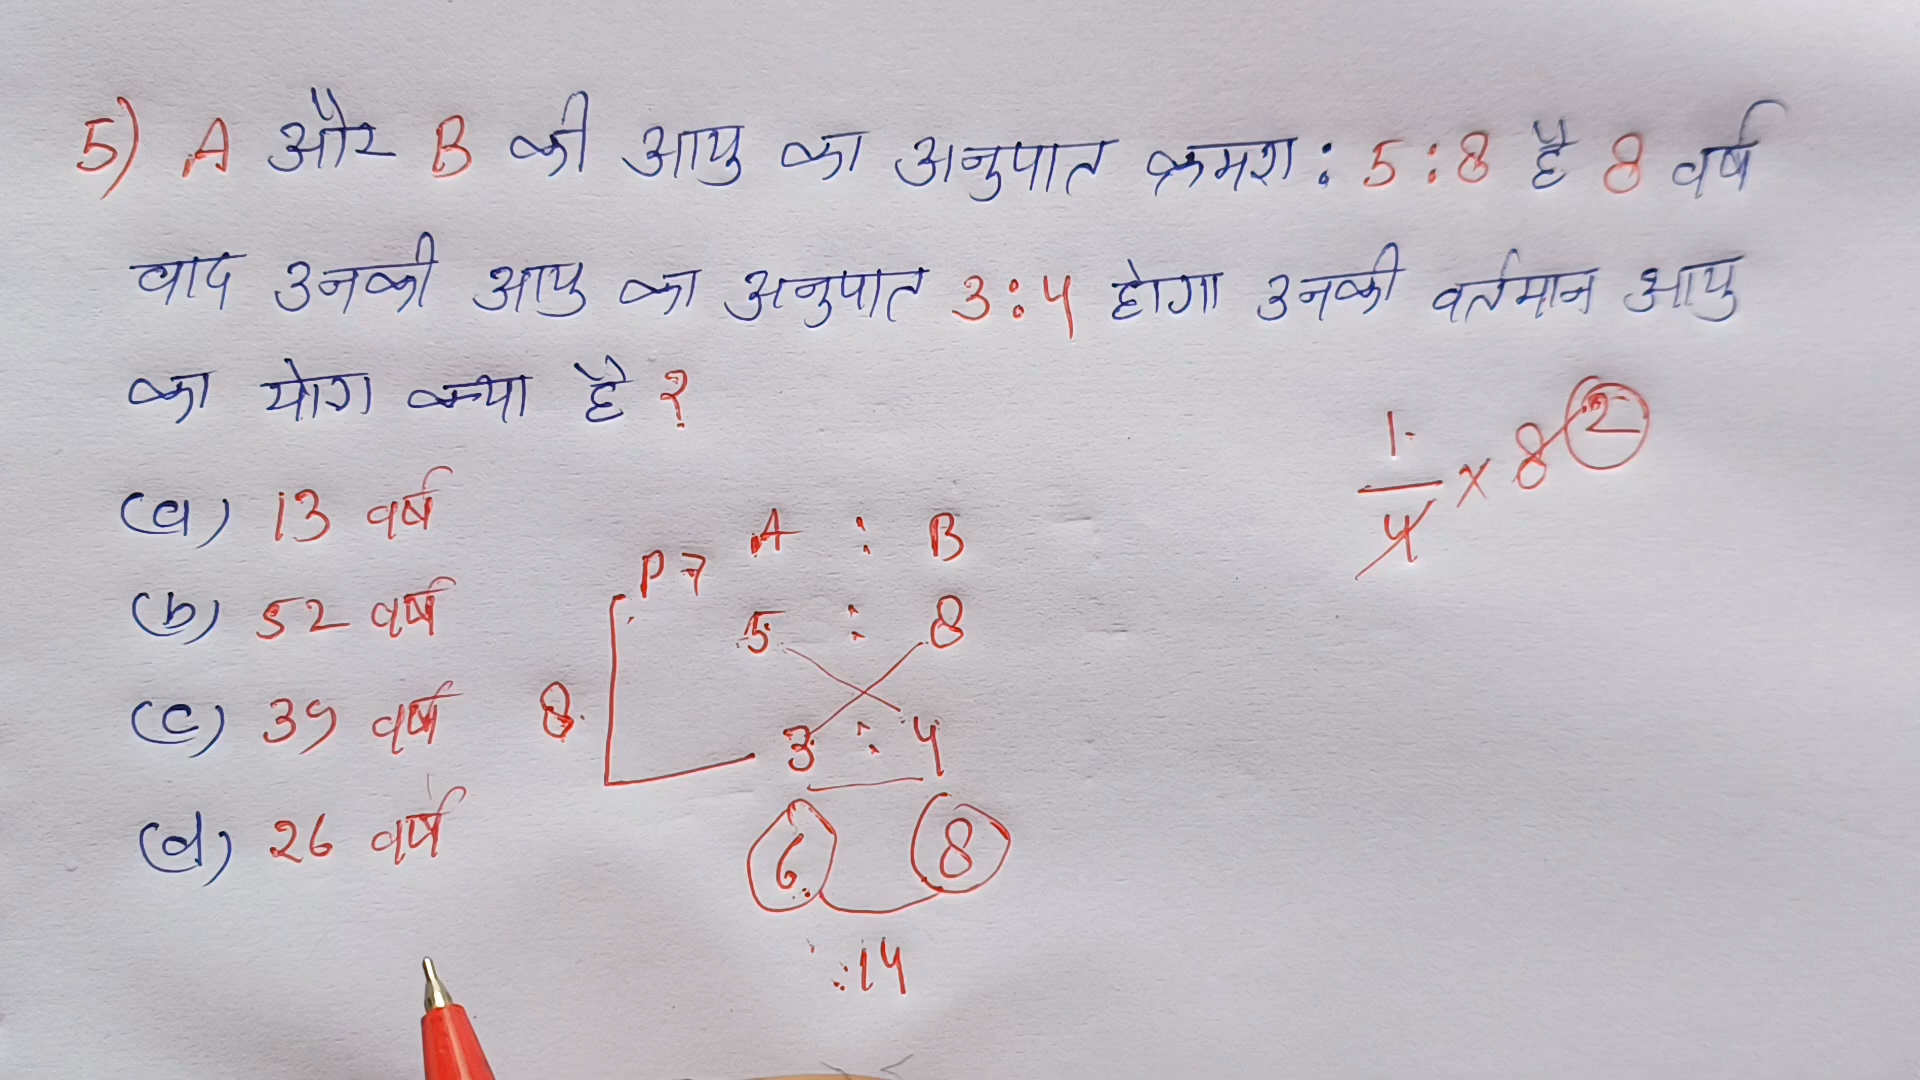 5) A और B की आयु का अनुपात क्रमश: 5:8 है 8 वर्ष
बाद उनकी आयु का अनुपात 3:4 होगा उनकी वर्तमान आयु
का योग क्या है ?
(a) 13 वर्ष
(b) 52 वर्ष
(c) 39 वर्ष
(d) 26 वर्ष
1/4 × 8 2
A : B
P →
5 : 8
8
3 : 4
6 8
:14